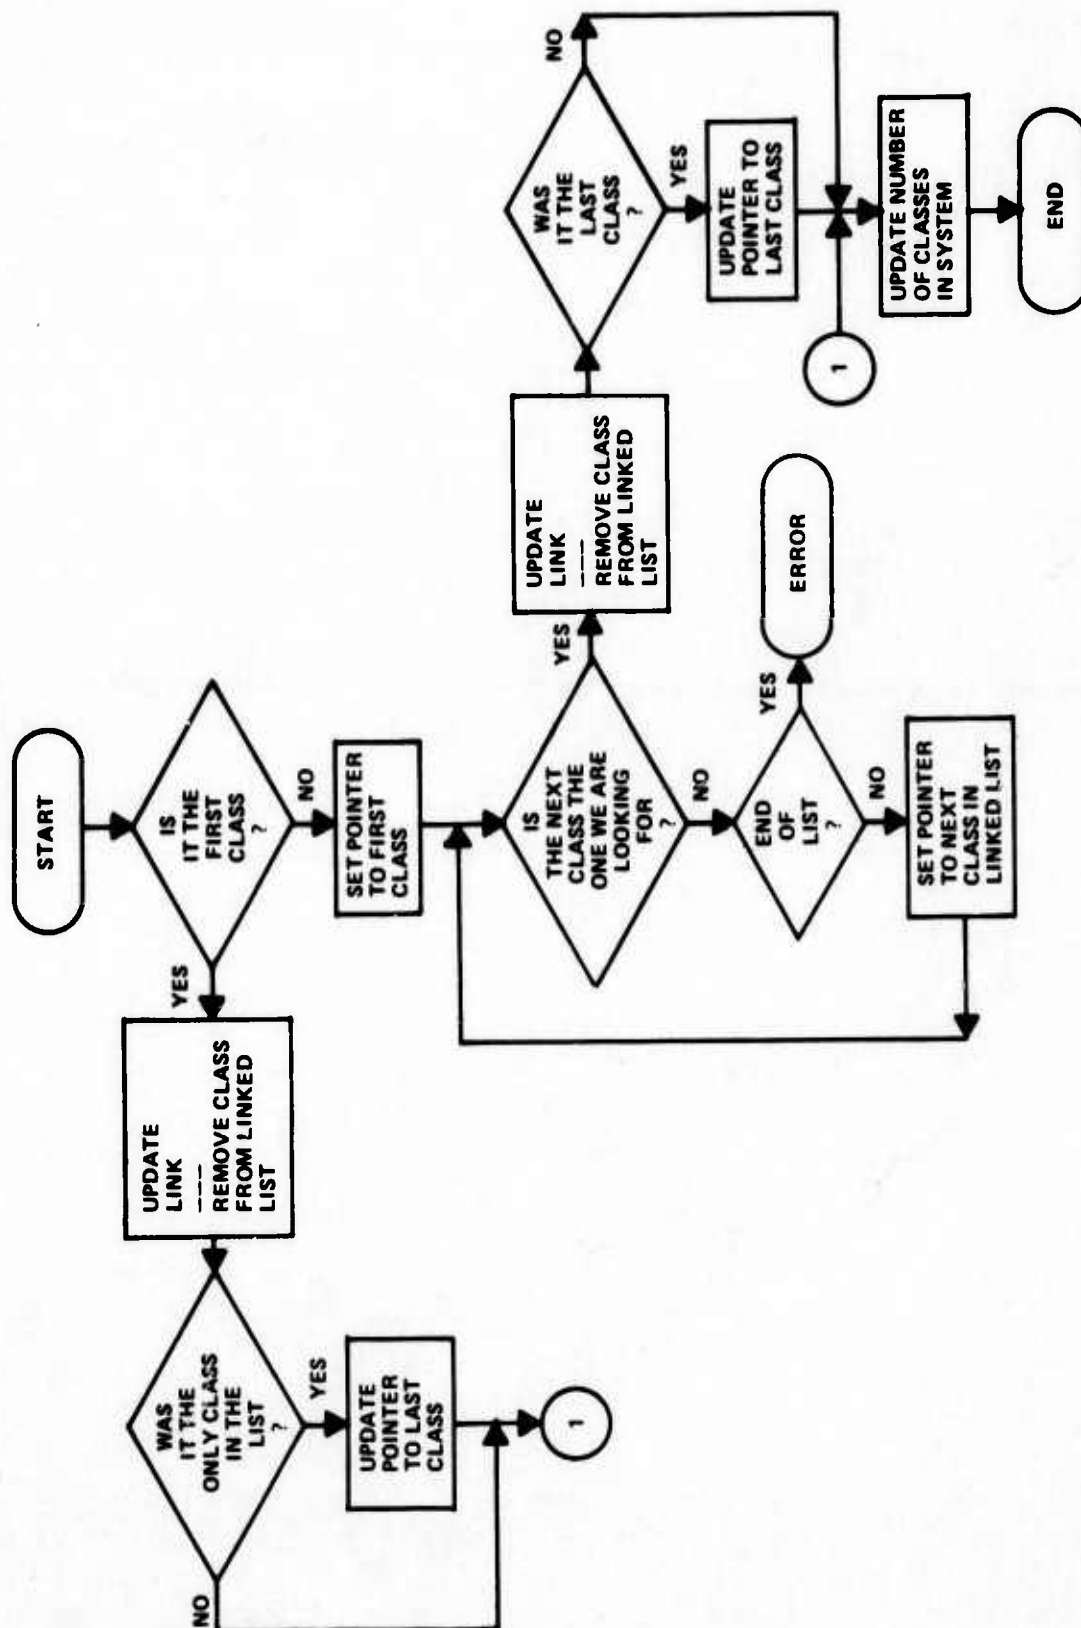 START
IS
IT THE
FIRST
CLASS
?
YES
NO
UPDATE
LINK
---
REMOVE CLASS
FROM LINKED
LIST
WAS
IT THE
ONLY CLASS
IN THE
LIST
?
NO
YES
UPDATE
POINTER
TO LAST
CLASS
1
SET POINTER
TO FIRST
CLASS
IS
THE NEXT
CLASS THE
ONE WE ARE
LOOKING
FOR
?
YES
NO
END
OF
LIST
?
YES
ERROR
NO
SET POINTER
TO NEXT
CLASS IN
LINKED LIST
UPDATE
LINK
---
REMOVE CLASS
FROM LINKED
LIST
WAS
IT THE
LAST
CLASS
?
NO
YES
UPDATE
POINTER TO
LAST CLASS
1
UPDATE NUMBER
OF CLASSES
IN SYSTEM
END